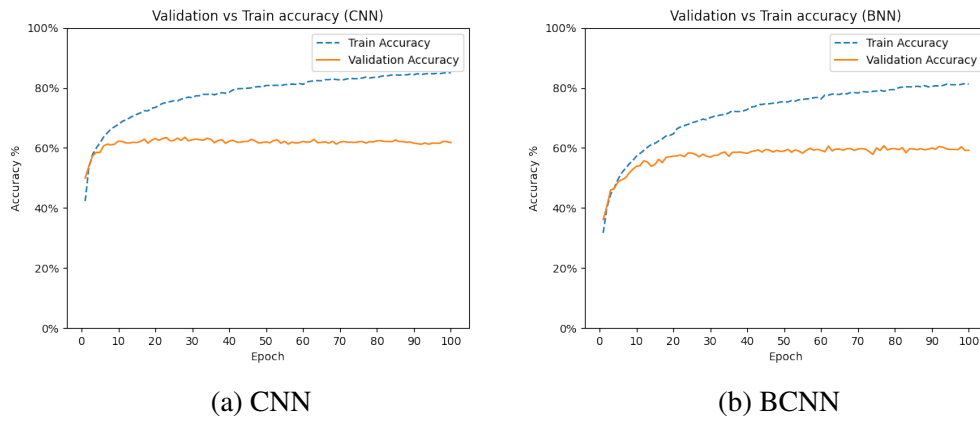 Validation vs Train accuracy (CNN)
100%
80%
60%
40%
20%
0%
Accuracy %
Train Accuracy
Validation Accuracy
0 10 20 30 40 50 60 70 80 90 100
Epoch
(a) CNN
Validation vs Train accuracy (BNN)
100%
80%
60%
40%
20%
0%
Accuracy %
Train Accuracy
Validation Accuracy
0 10 20 30 40 50 60 70 80 90 100
Epoch
(b) BCNN